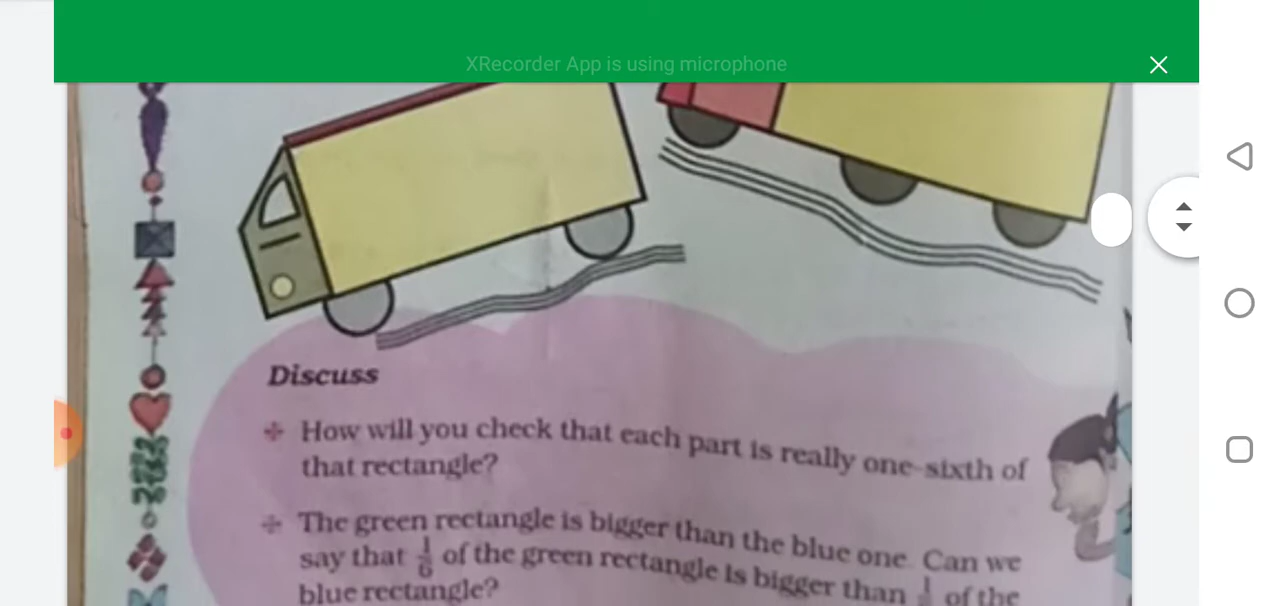 XRecorder App is using microphone
Discuss
How will you check that each part is really one-sixth of
that rectangle?
The green rectangle is bigger than the blue one. Can we
say that 1/6 of the green rectangle is bigger than of the
blue rectangle?